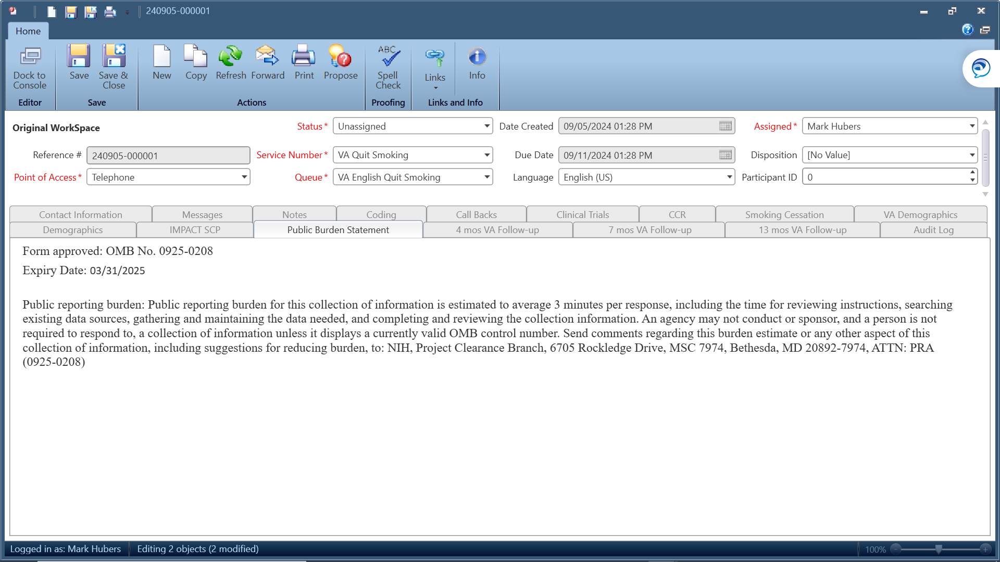 240905-000001
Home
Dock to Console
Save
Save & Close
New
Copy
Refresh
Forward
Print
Propose
ABC
Spell Check
Links
Info
Editor
Save
Actions
Proofing
Links and Info
Original WorkSpace
Status* Unassigned
Date Created 09/05/2024 01:28 PM
Assigned* Mark Hubers
Reference # 240905-000001
Service Number* VA Quit Smoking
Due Date 09/11/2024 01:28 PM
Disposition [No Value]
Point of Access* Telephone
Queue* VA English Quit Smoking
Language English (US)
Participant ID 0
Contact Information Messages Notes Coding Call Backs Clinical Trials CCR Smoking Cessation VA Demographics
Demographics IMPACT SCP Public Burden Statement 4 mos VA Follow-up 7 mos VA Follow-up 13 mos VA Follow-up Audit Log
Form approved: OMB No. 0925-0208
Expiry Date: 03/31/2025
Public reporting burden: Public reporting burden for this collection of information is estimated to average 3 minutes per response, including the time for reviewing instructions, searching
existing data sources, gathering and maintaining the data needed, and completing and reviewing the collection information. An agency may not conduct or sponsor, and a person is not
required to respond to, a collection of information unless it displays a currently valid OMB control number. Send comments regarding this burden estimate or any other aspect of this
collection of information, including suggestions for reducing burden, to: NIH, Project Clearance Branch, 6705 Rockledge Drive, MSC 7974, Bethesda, MD 20892-7974, ATTN: PRA
(0925-0208)
Logged in as: Mark Hubers
Editing 2 objects (2 modified)
100%